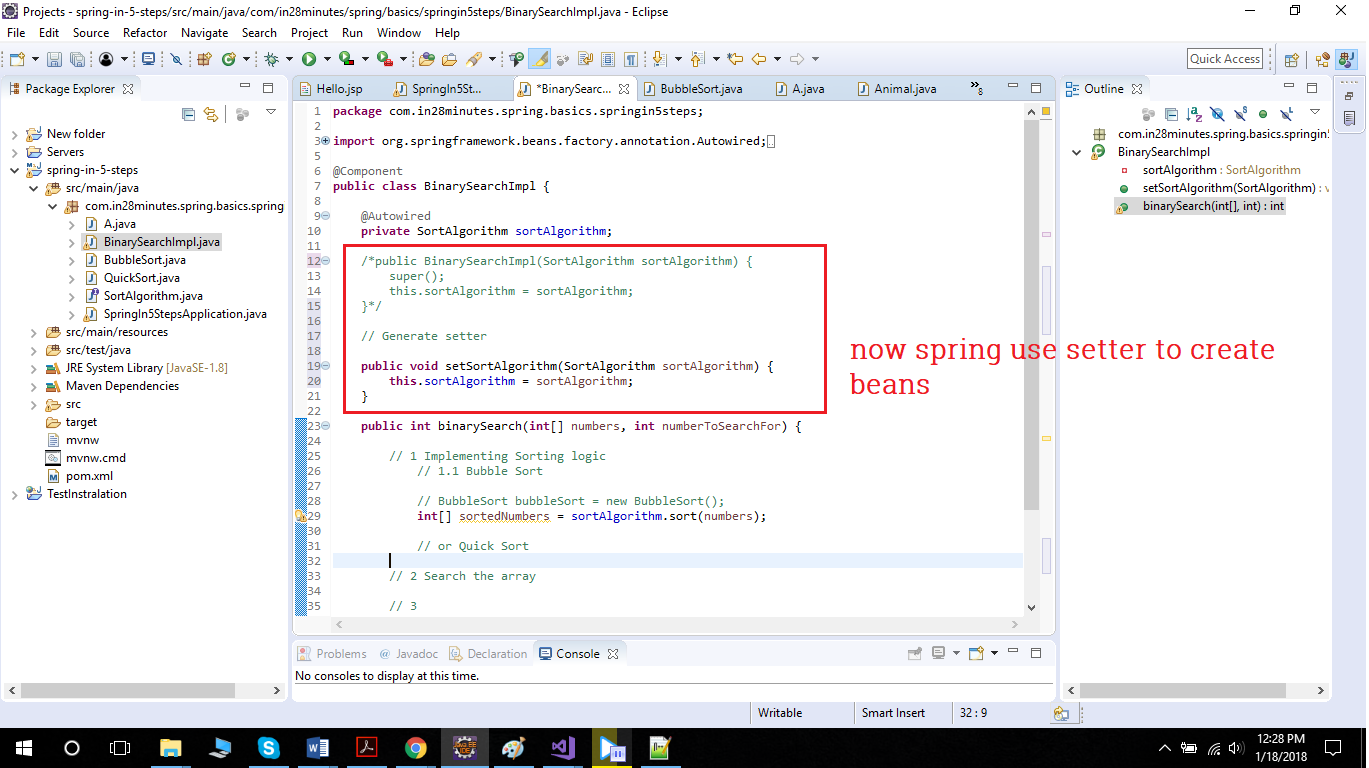 Projects - spring-in-5-steps/src/main/java/com/in28minutes/spring/basics/springin5steps/BinarySearchImpl.java - Eclipse
File Edit Source Refactor Navigate Search Project Run Window Help
Quick Access
Package Explorer
New folder
Servers
spring-in-5-steps
src/main/java
com.in28minutes.spring.basics.spring
A.java
BinarySearchImpl.java
BubbleSort.java
QuickSort.java
SortAlgorithm.java
SpringIn5StepsApplication.java
src/main/resources
src/test/java
JRE System Library [JavaSE-1.8]
Maven Dependencies
src
target
mvnw
mvnw.cmd
pom.xml
TestInstralation
Hello.jsp SpringIn5St... *BinarySearc... BubbleSort.java A.java Animal.java »8
1 package com.in28minutes.spring.basics.springin5steps;
2
3 import org.springframework.beans.factory.annotation.Autowired;
5
6 @Component
7 public class BinarySearchImpl {
8
9 @Autowired
10 private SortAlgorithm sortAlgorithm;
11
12 /*public BinarySearchImpl(SortAlgorithm sortAlgorithm) {
13 super();
14 this.sortAlgorithm = sortAlgorithm;
15 }*/
16
17 // Generate setter
18
19 public void setSortAlgorithm(SortAlgorithm sortAlgorithm) {
20 this.sortAlgorithm = sortAlgorithm;
21 }
22
23 public int binarySearch(int[] numbers, int numberToSearchFor) {
24
25 // 1 Implementing Sorting logic
26 // 1.1 Bubble Sort
27
28 // BubbleSort bubbleSort = new BubbleSort();
29 int[] sortedNumbers = sortAlgorithm.sort(numbers);
30
31 // or Quick Sort
32
33 // 2 Search the array
34
35 // 3
now spring use setter to create
beans
Outline
com.in28minutes.spring.basics.springin5
BinarySearchImpl
sortAlgorithm : SortAlgorithm
setSortAlgorithm(SortAlgorithm) : v
binarySearch(int[], int) : int
Problems @ Javadoc Declaration Console
No consoles to display at this time.
Writable Smart Insert 32 : 9
12:28 PM
1/18/2018